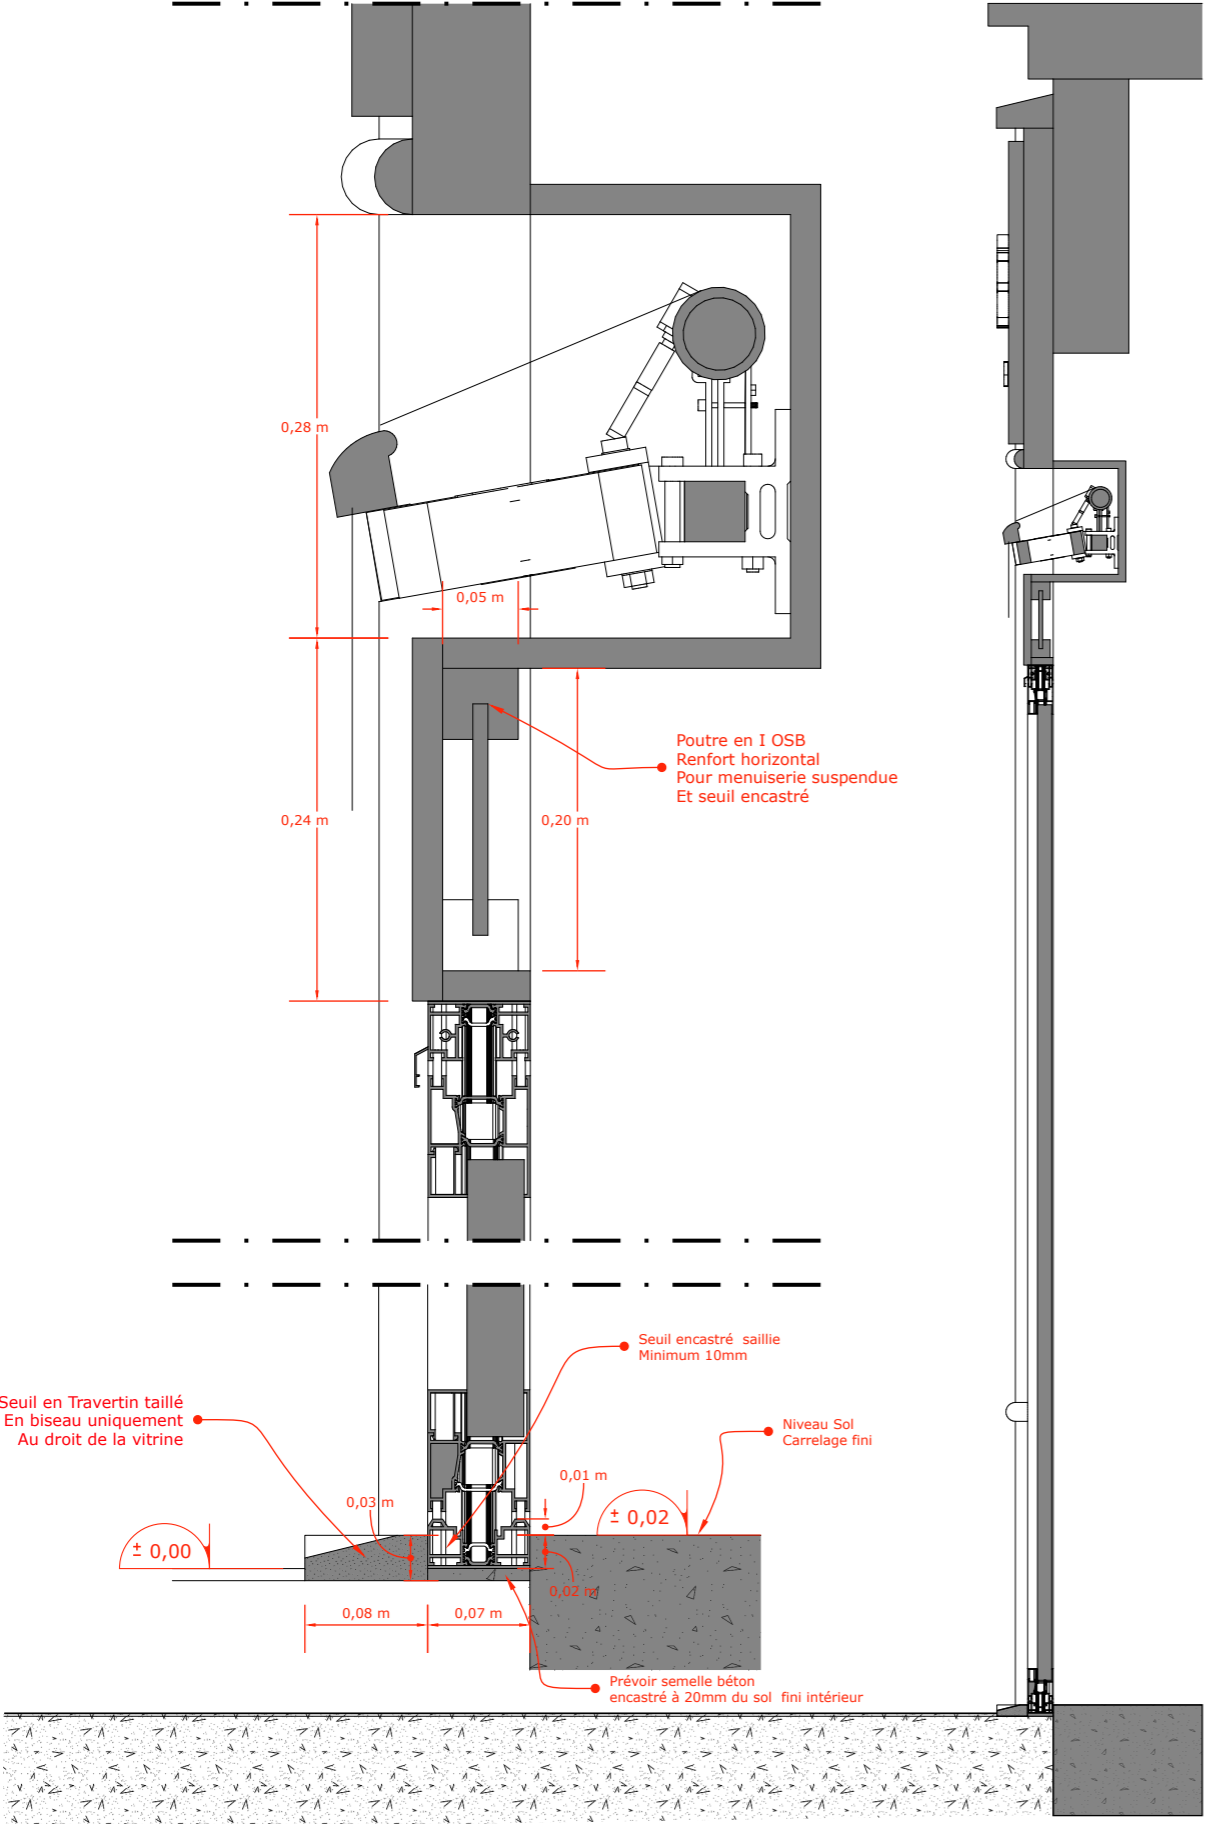 0,28 m
0,05 m
Poutre en I OSB
Renfort horizontal
Pour menuiserie suspendue
Et seuil encastré
0,24 m
0,20 m
Seuil encastré saillie
Minimum 10mm
Seuil en Travertin taillé
En biseau uniquement
Au droit de la vitrine
Niveau Sol
Carrelage fini
0,01 m
0,03 m
± 0,02
± 0,00
0,02 m
0,08 m
0,07 m
Prévoir semelle béton
encastré à 20mm du sol fini intérieur